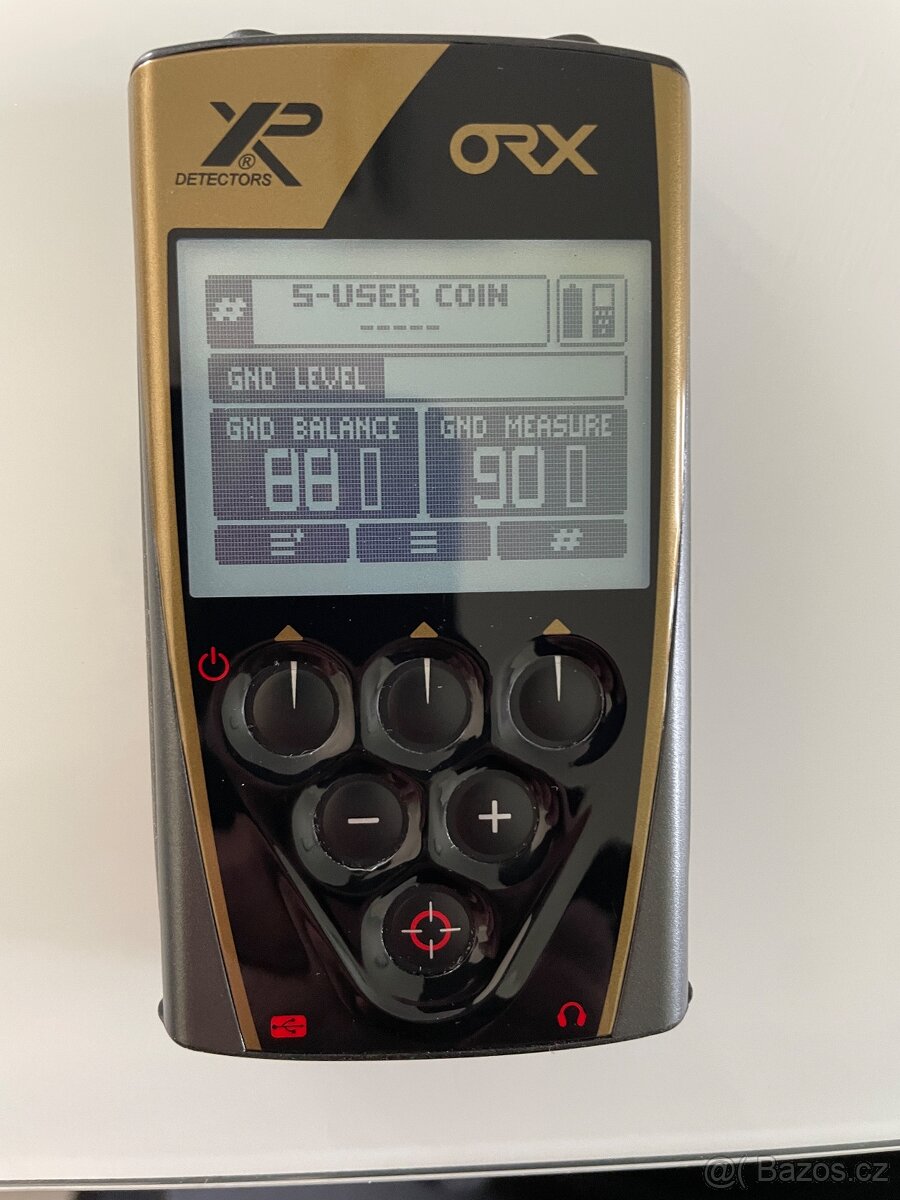 XP
®
DETECTORS
ORX
5-USER COIN
-----
GND LEVEL
GND BALANCE
88
GND MEASURE
90
#
−
+
@( Bazos.cz